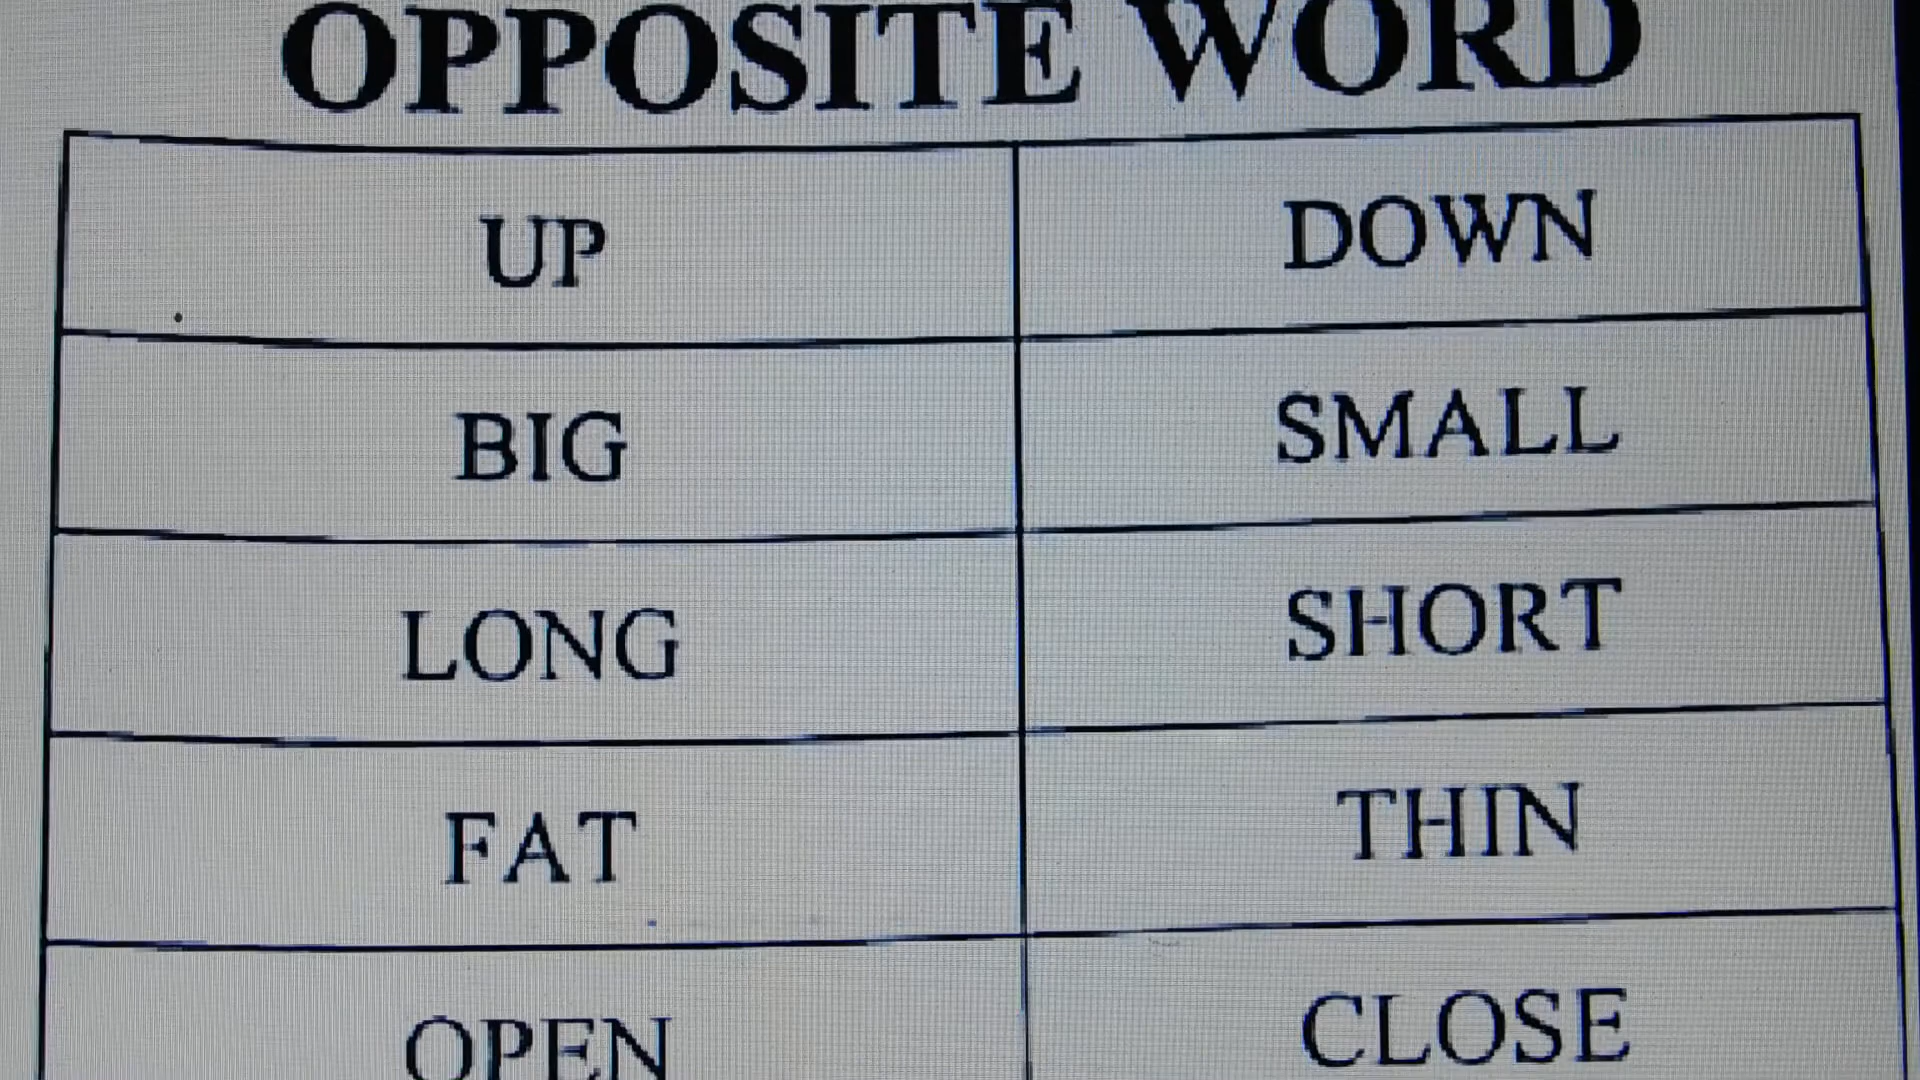 OPPOSITE WORD
UP DOWN
BIG SMALL
LONG SHORT
FAT THIN
OPEN CLOSE